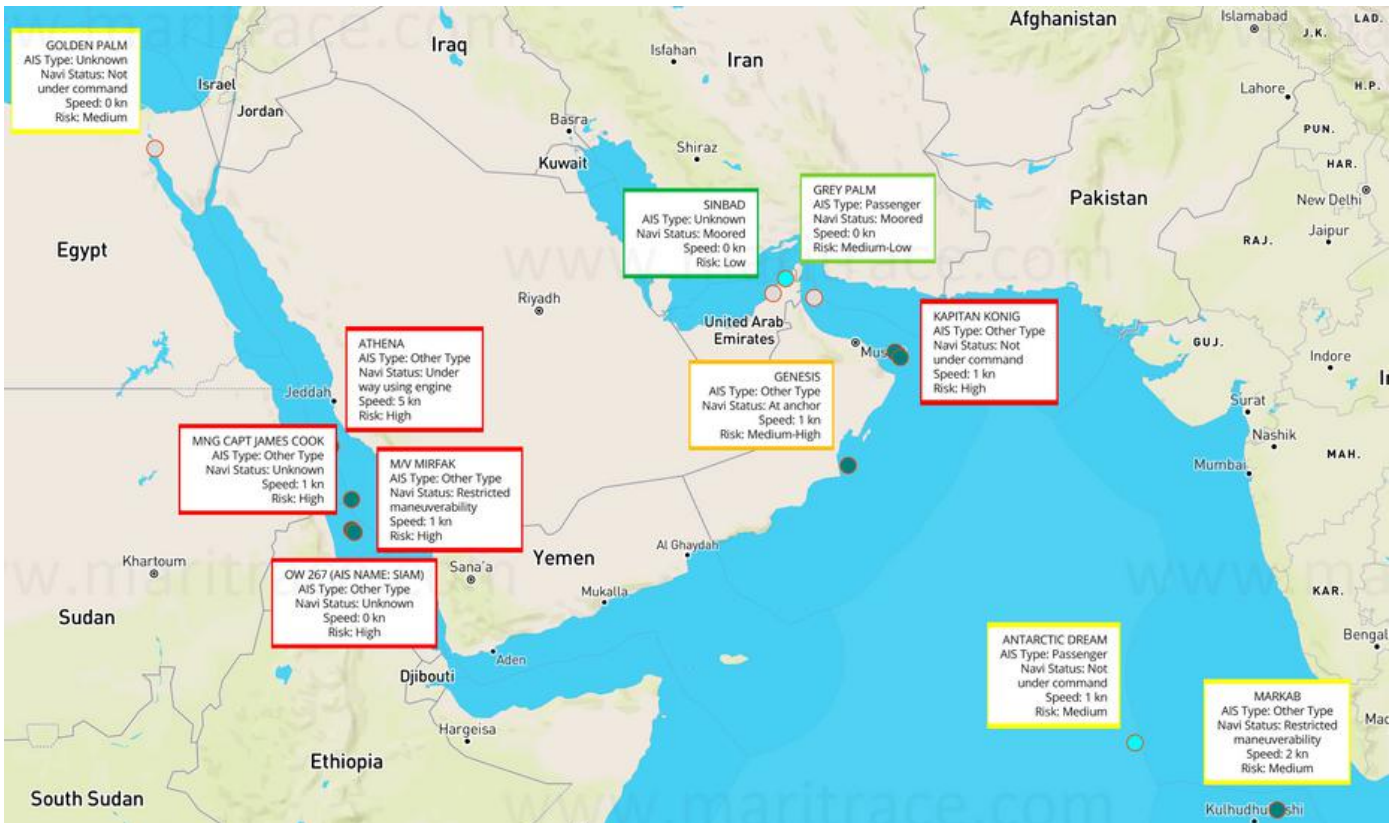 Afghanistan
Islamabad
LAD.
J.K.
GOLDEN PALM
AIS Type: Unknown
Navi Status: Not
under command
Speed: 0 kn
Risk: Medium
Iraq
Isfahan
Iran
Israel
Jordan
Lahore
H.P.
PUN.
HAR.
Basra
Kuwait
Shiraz
Pakistan
New Delhi
Jaipur
RAJ.
Egypt
SINBAD
AIS Type: Unknown
Navi Status: Moored
Speed: 0 kn
Risk: Low
GREY PALM
AIS Type: Passenger
Navi Status: Moored
Speed: 0 kn
Risk: Medium-Low
www.maritrace.com
Riyadh
United Arab
Emirates
Mus
KAPITAN KONIG
AIS Type: Other Type
Navi Status: Not
under command
Speed: 1 kn
Risk: High
GUJ.
Indore
ATHENA
AIS Type: Other Type
Navi Status: Under
way using engine
Speed: 5 kn
Risk: High
Jeddah
GENESIS
AIS Type: Other Type
Navi Status: At anchor
Speed: 1 kn
Risk: Medium-High
Surat
Nashik
MAH.
Mumbai
MNG CAPT JAMES COOK
AIS Type: Other Type
Navi Status: Unknown
Speed: 1 kn
Risk: High
M/V MIRFAK
AIS Type: Other Type
Navi Status: Restricted
maneuverability
Speed: 1 kn
Risk: High
Khartoum
Sana'a
Yemen
Al Ghaydah
Mukalla
OW 267 (AIS NAME: SIAM)
AIS Type: Other Type
Navi Status: Unknown
Speed: 0 kn
Risk: High
Sudan
Aden
Djibouti
KAR.
Bengal
ANTARCTIC DREAM
AIS Type: Passenger
Navi Status: Not
under command
Speed: 1 kn
Risk: Medium
MARKAB
AIS Type: Other Type
Navi Status: Restricted
maneuverability
Speed: 2 kn
Risk: Medium
Hargeisa
Ethiopia
South Sudan
www.maritrace.com